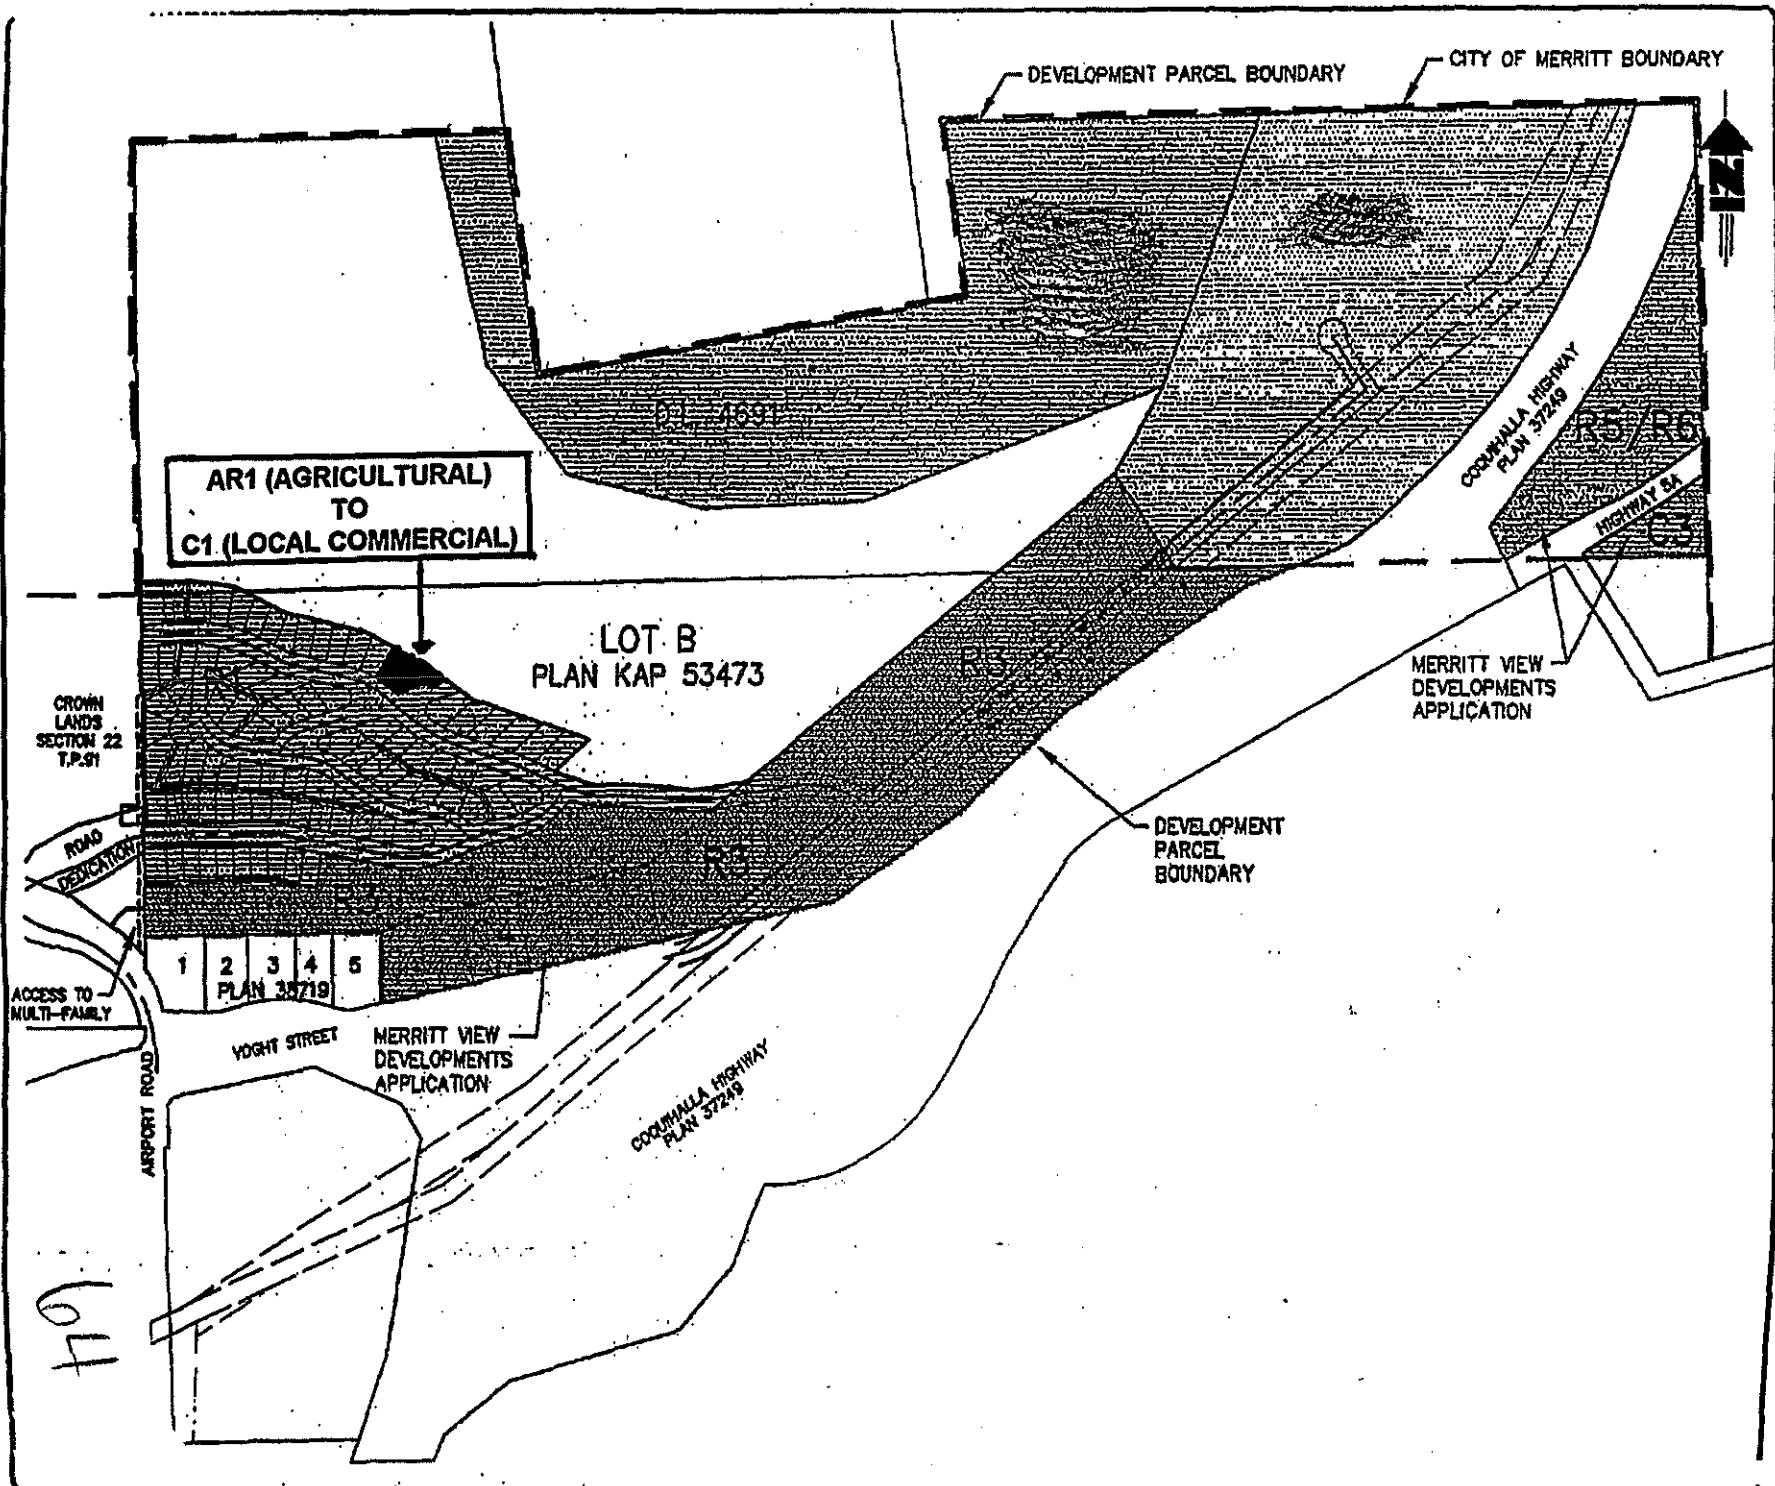 DEVELOPMENT PARCEL BOUNDARY
CITY OF MERRITT BOUNDARY
N
D.L. 4691
COQUIHALLA HIGHWAY
PLAN 37249
R5/R6
HIGHWAY 5A
C3
AR1 (AGRICULTURAL)
TO
C1 (LOCAL COMMERCIAL)
LOT B
PLAN KAP 53473
R3
MERRITT VIEW
DEVELOPMENTS
APPLICATION
CROWN
LANDS
SECTION 22
T.P.91
ROAD
DEDICATION
R3
DEVELOPMENT
PARCEL
BOUNDARY
1 2 3 4 5
PLAN 35719
ACCESS TO
MULTI-FAMILY
VOGHT STREET
AIRPORT ROAD
MERRITT VIEW
DEVELOPMENTS
APPLICATION
COQUIHALLA HIGHWAY
PLAN 37249
64